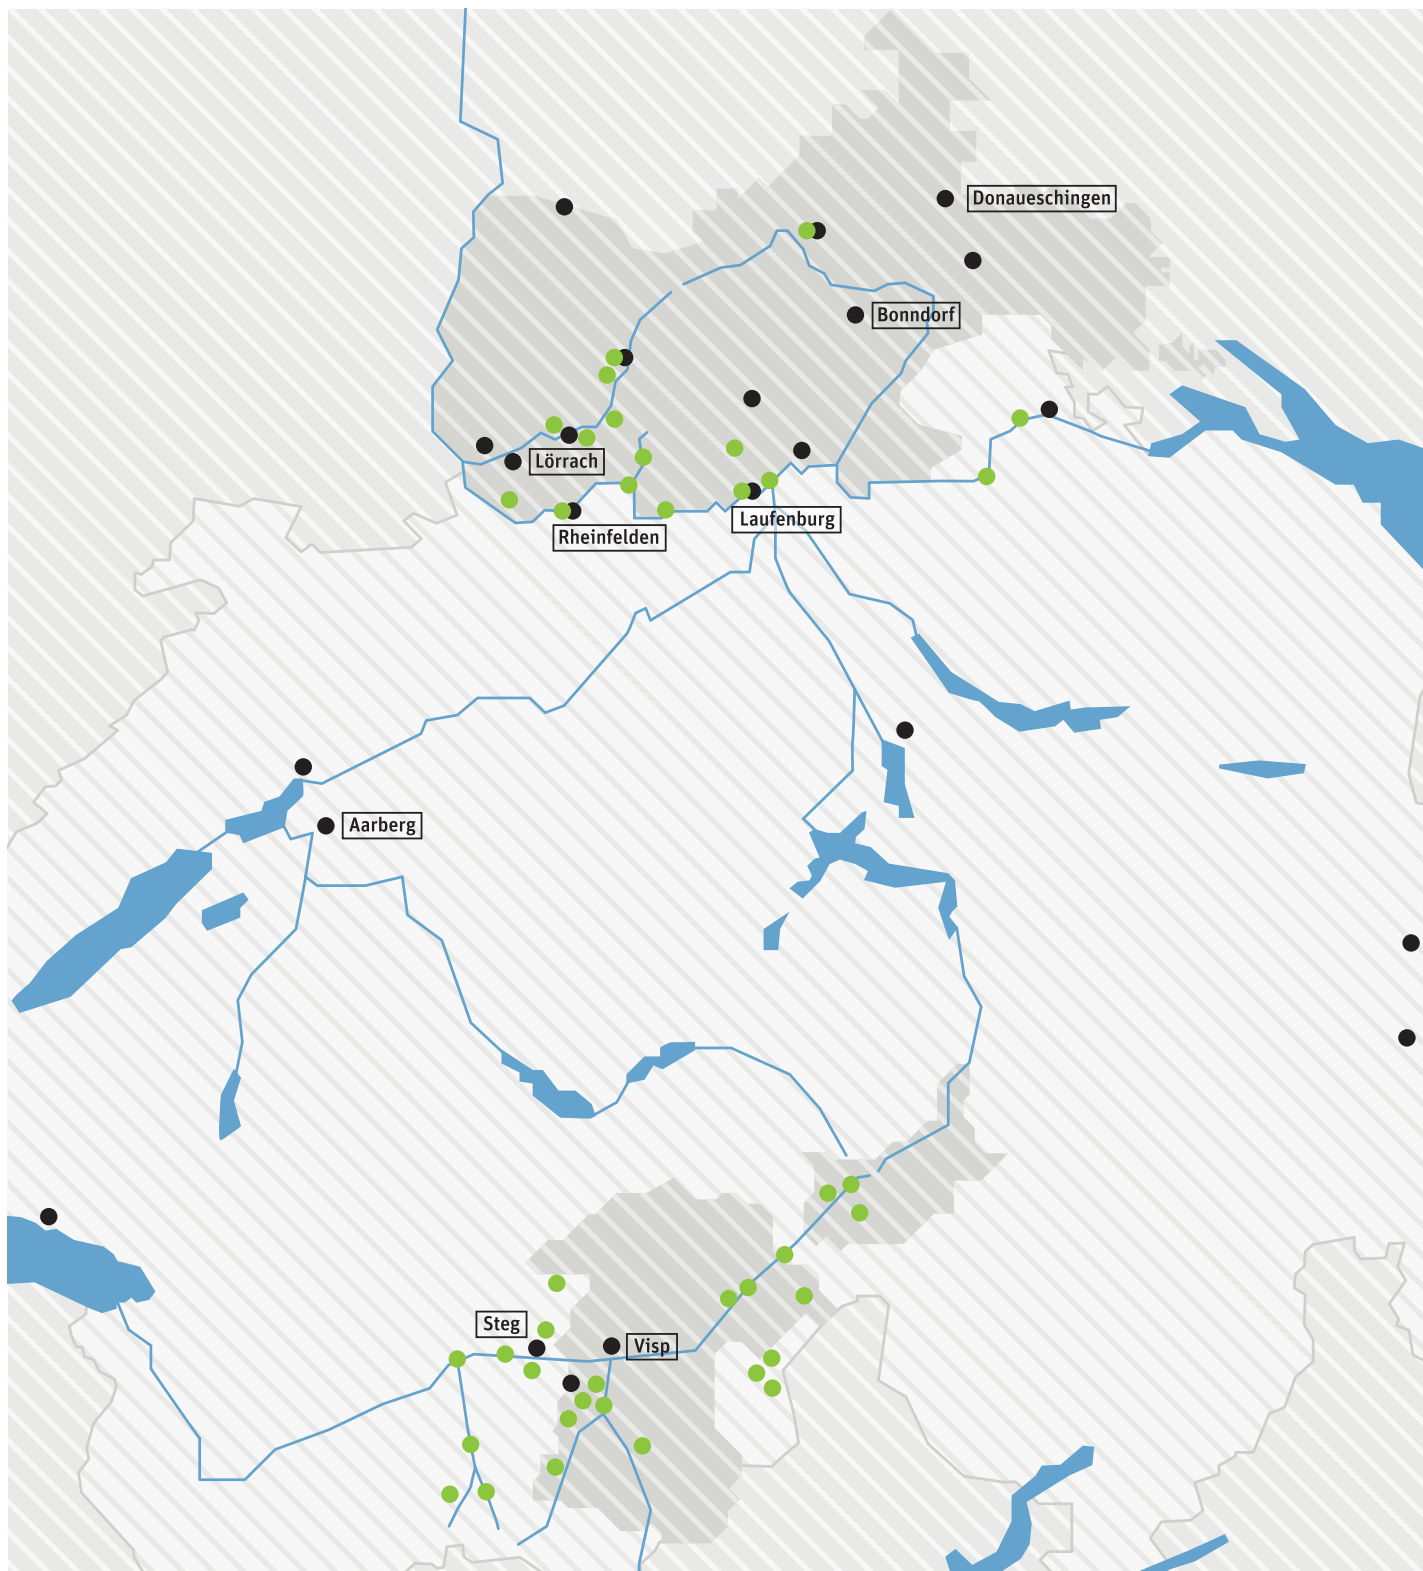 Donaueschingen
Bonndorf
Lörrach
Laufenburg
Rheinfelden
Aarberg
Steg
Visp